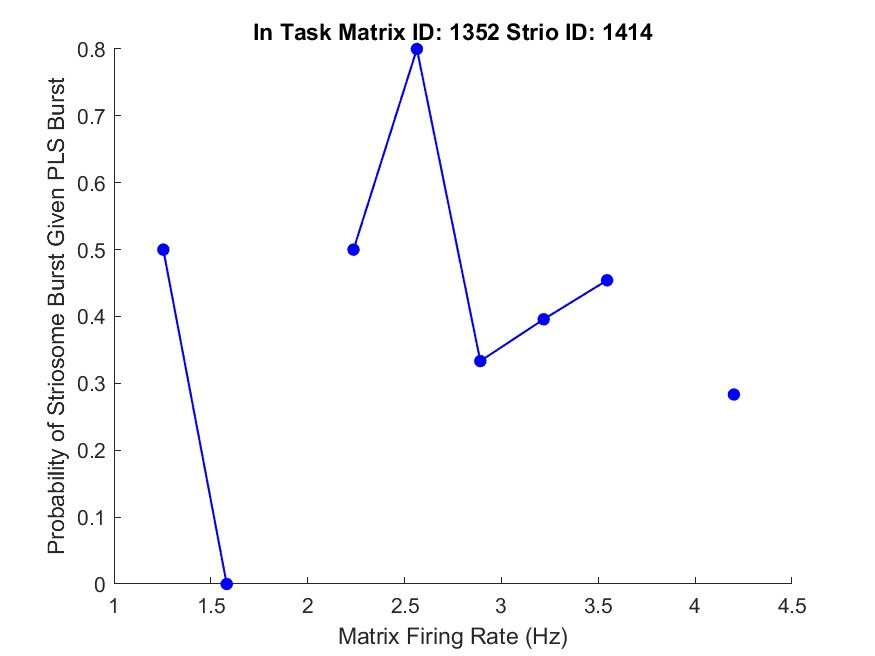 In Task Matrix ID: 1352 Strio ID: 1414
Probability of Striosome Burst Given PLS Burst
0.8
0.7
0.6
0.5
0.4
0.3
0.2
0.1
0
1 1.5 2 2.5 3 3.5 4 4.5
Matrix Firing Rate (Hz)